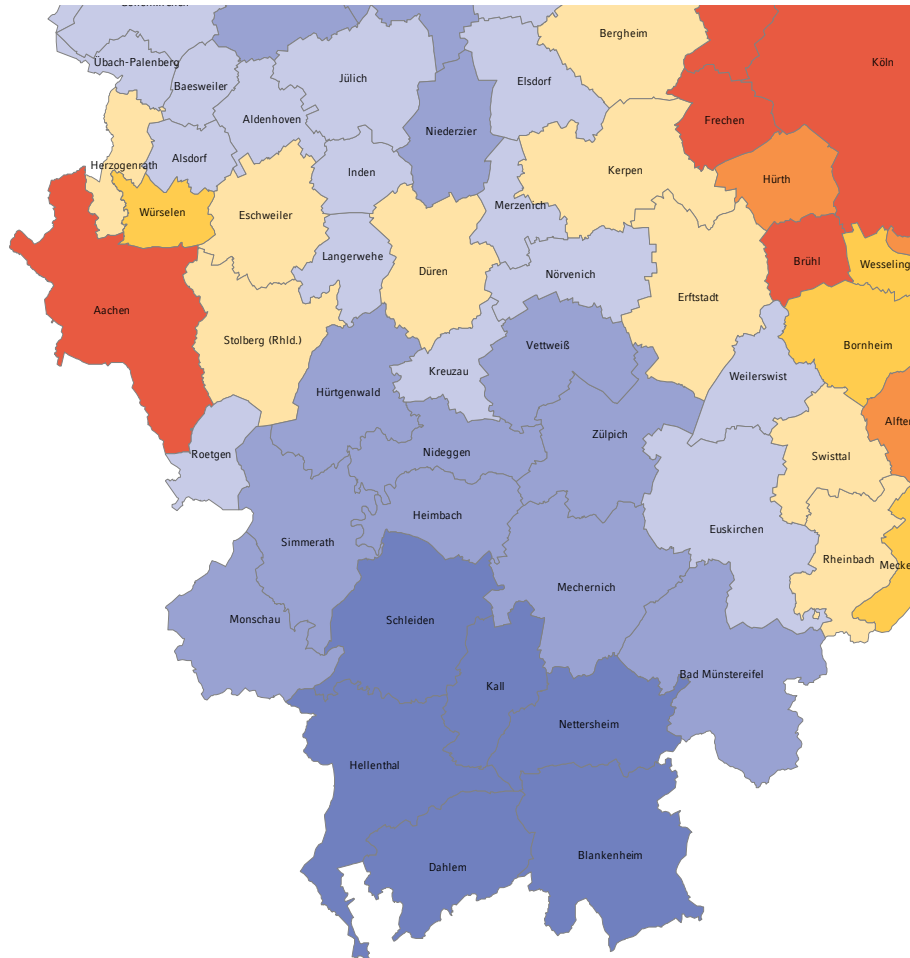 Bergheim
Köln
Übach-Palenberg
Jülich
Elsdorf
Baesweiler
Aldenhoven
Frechen
Niederzier
Alsdorf
Herzogenrath
Inden
Kerpen
Hürth
Merzenich
Würselen
Eschweiler
Langerwehe
Düren
Nörvenich
Brühl
Wesseling
Erftstadt
Aachen
Stolberg (Rhld.)
Vettweiß
Bornheim
Kreuzau
Weilerswist
Hürtgenwald
Alfter
Zülpich
Roetgen
Nideggen
Swisttal
Heimbach
Euskirchen
Simmerath
Rheinbach
Mecke
Mechernich
Monschau
Schleiden
Bad Münstereifel
Kall
Nettersheim
Hellenthal
Blankenheim
Dahlem